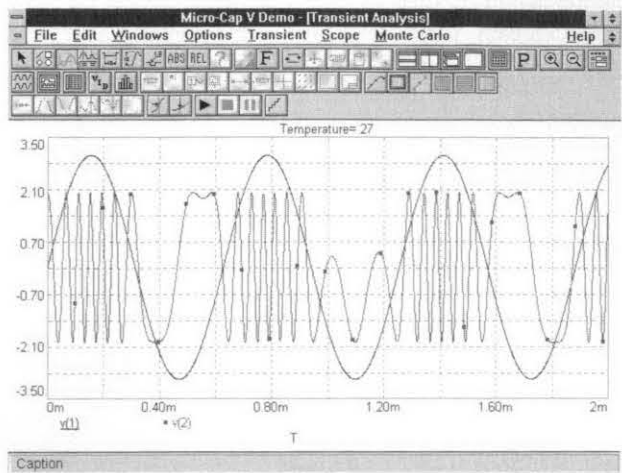 Micro-Cap V Demo - [Transient Analysis]
File Edit Windows Options Transient Scope Monte Carlo Help
ABS REL ? F P
Temperature= 27
3.50
2.10
0.70
-0.70
-2.10
-3.50
0m 0.40m 0.80m 1.20m 1.60m 2m
v(1) v(2)
T
Caption